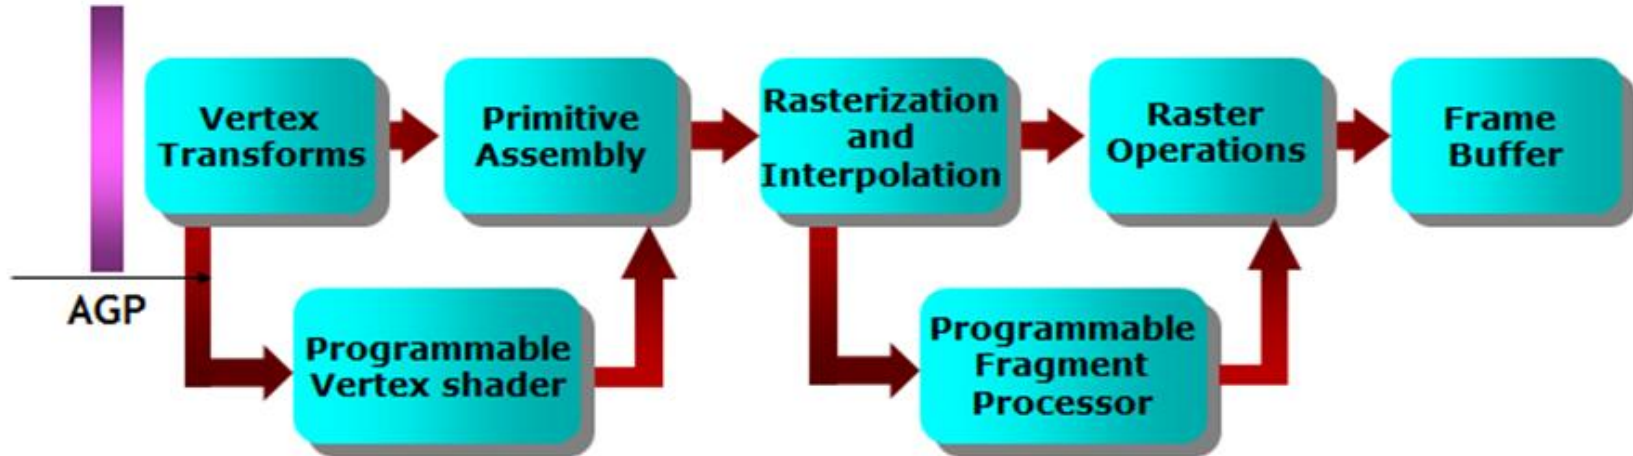 Vertex
Transforms
Primitive
Assembly
Rasterization
and
Interpolation
Raster
Operations
Frame
Buffer
AGP
Programmable
Vertex shader
Programmable
Fragment
Processor